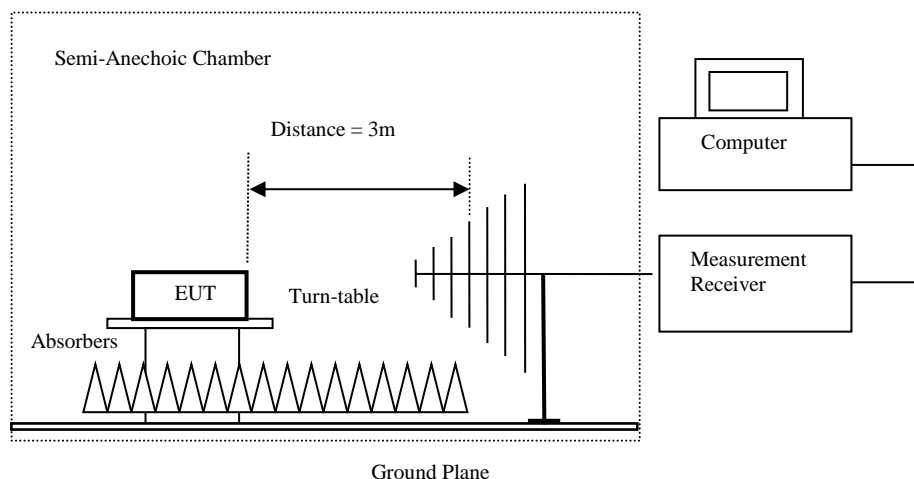 Semi-Anechoic Chamber
Distance = 3m
Computer
Measurement
Receiver
EUT
Turn-table
Absorbers
Ground Plane